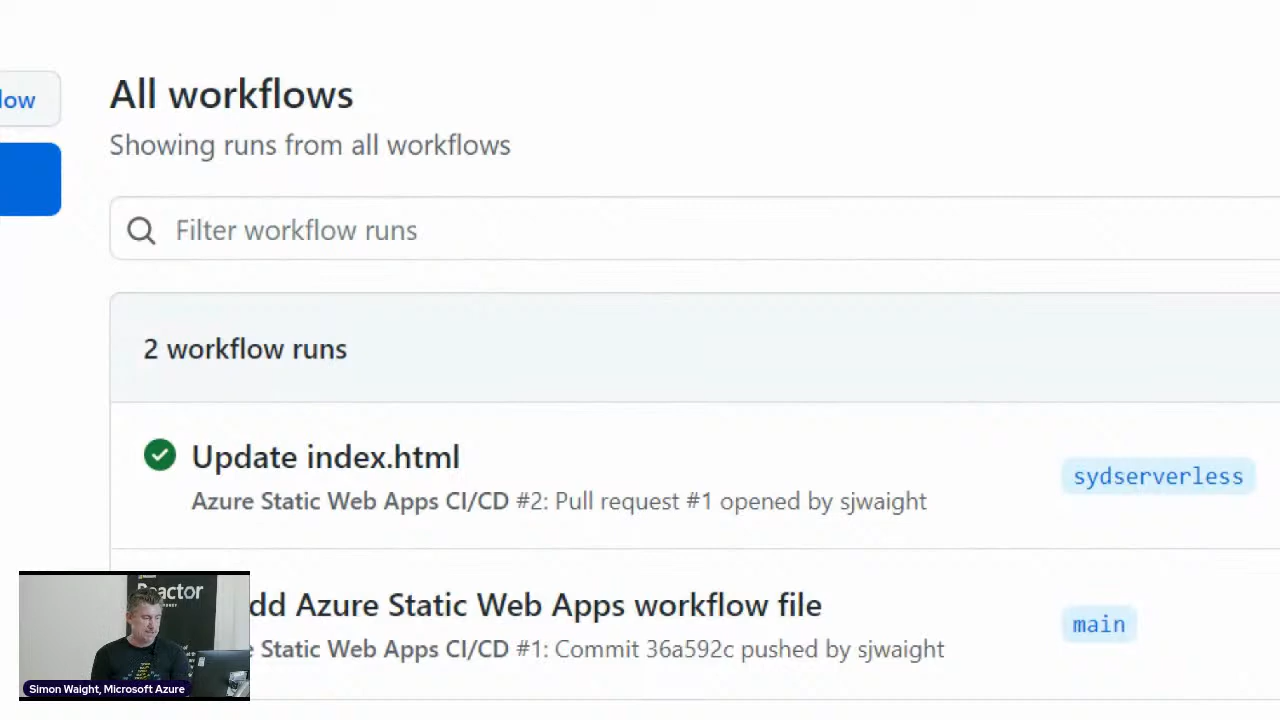 All workflows
low
Showing runs from all workflows
Filter workflow runs
2 workflow runs
Update index.html
sydserverless
Azure Static Web Apps CI/CD #2: Pull request #1 opened by sjwaight
dd Azure Static Web Apps workflow file
main
e Static Web Apps CI/CD #1: Commit 36a592c pushed by sjwaight
Reactor
Simon Waight, Microsoft Azure